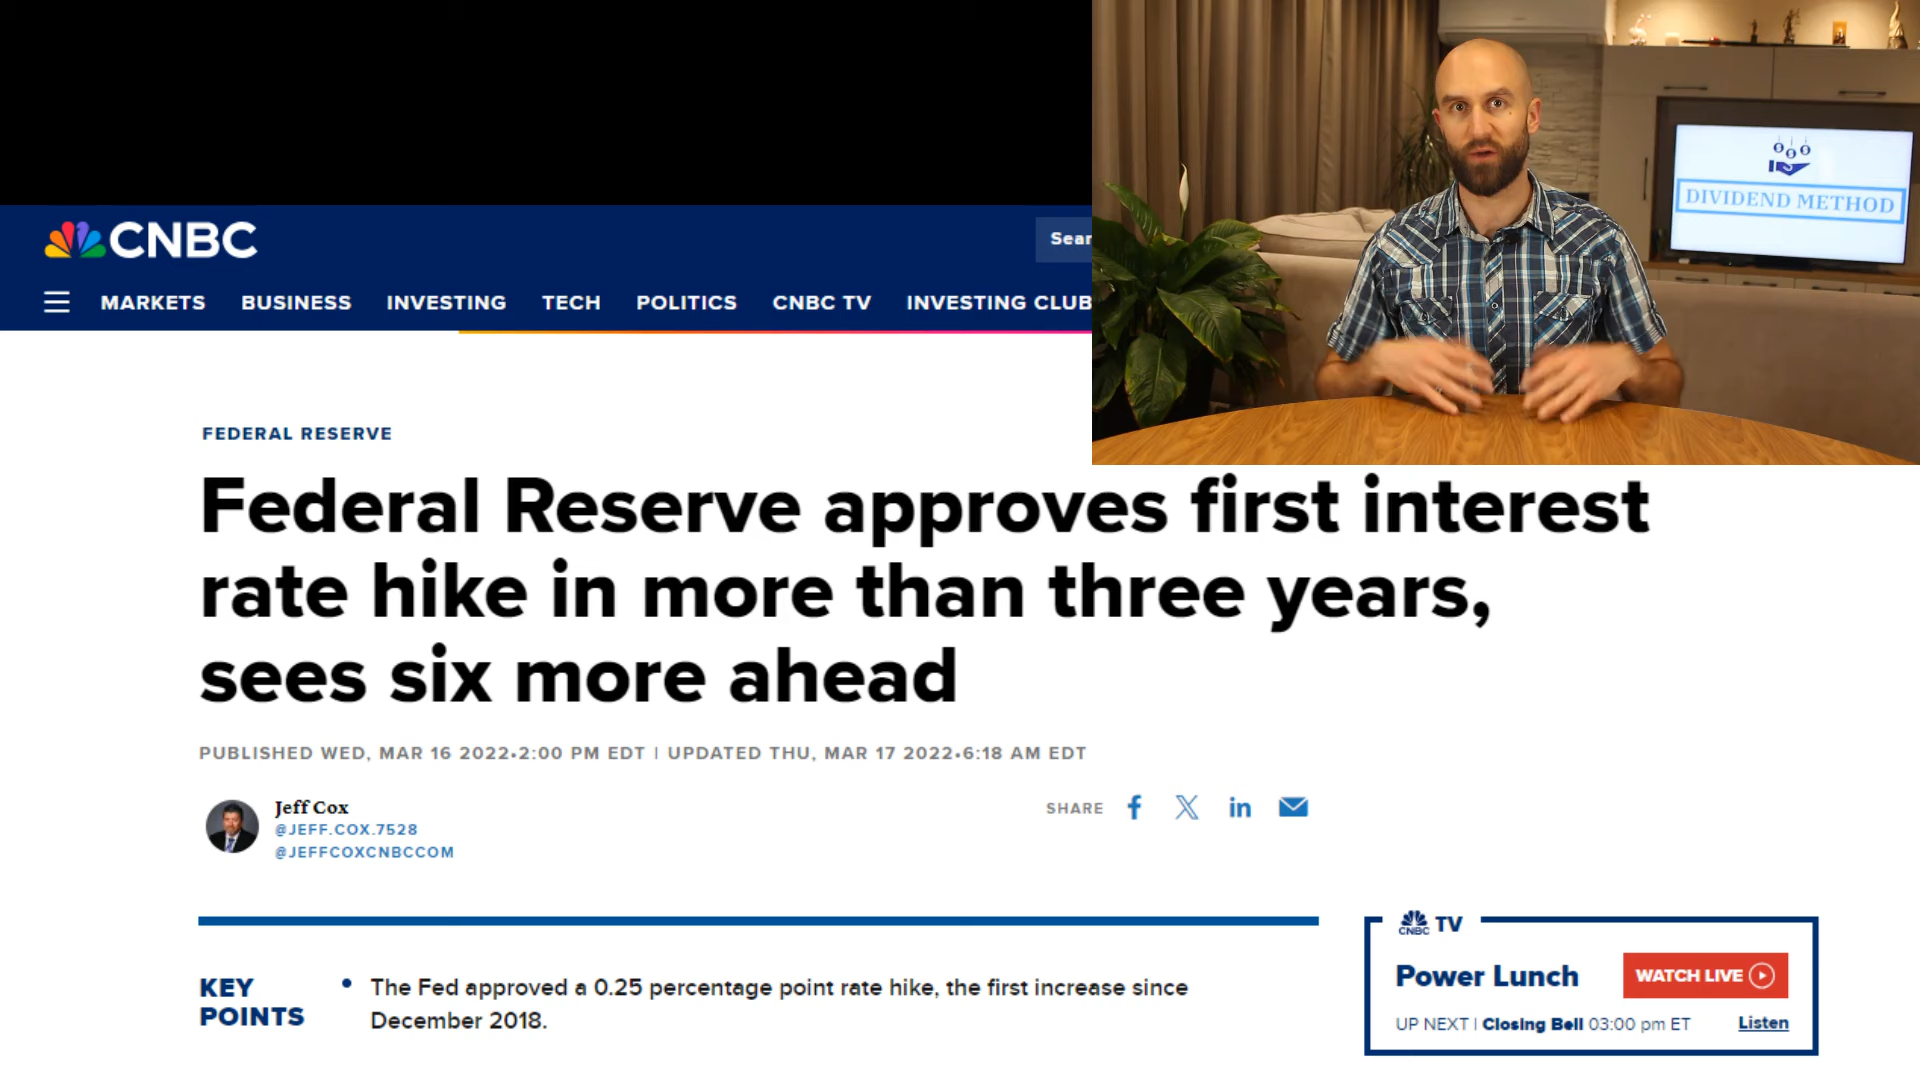 CNBC
Sear
MARKETS BUSINESS INVESTING TECH POLITICS CNBC TV INVESTING CLUB
DIVIDEND METHOD
FEDERAL RESERVE
Federal Reserve approves first interest
rate hike in more than three years,
sees six more ahead
PUBLISHED WED, MAR 16 2022•2:00 PM EDT | UPDATED THU, MAR 17 2022•6:18 AM EDT
Jeff Cox
@JEFF.COX.7528
@JEFFCOXCNBCCOM
SHARE
KEY
POINTS
• The Fed approved a 0.25 percentage point rate hike, the first increase since
December 2018.
CNBC TV
Power Lunch
WATCH LIVE
UP NEXT | Closing Bell 03:00 pm ET
Listen